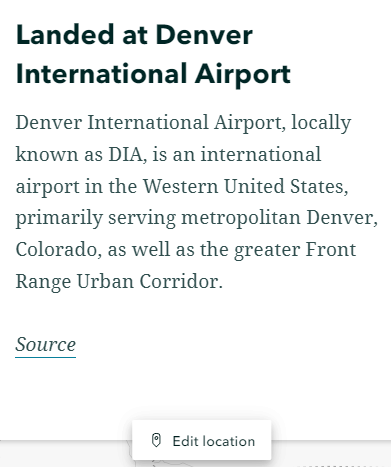 Landed at Denver
International Airport
Denver International Airport, locally
known as DIA, is an international
airport in the Western United States,
primarily serving metropolitan Denver,
Colorado, as well as the greater Front
Range Urban Corridor.
Source
Edit location